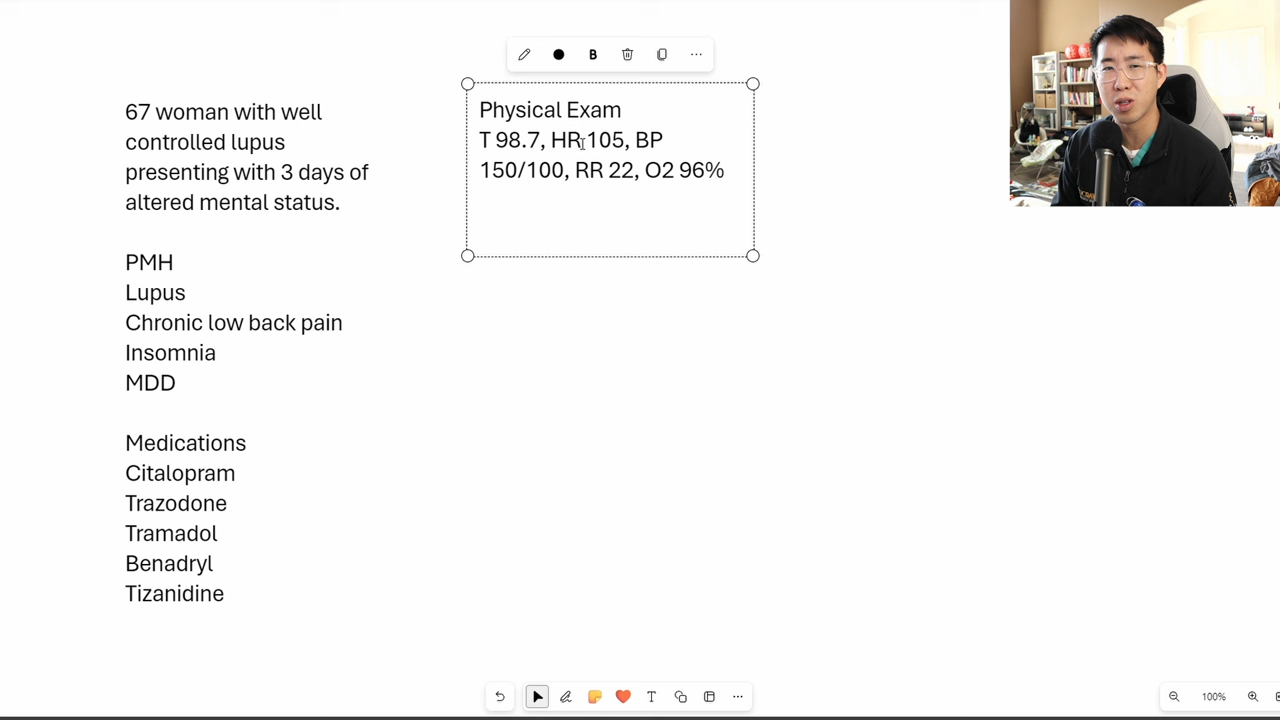 67 woman with well
controlled lupus
presenting with 3 days of
altered mental status.
PMH
Lupus
Chronic low back pain
Insomnia
MDD
Medications
Citalopram
Trazodone
Tramadol
Benadryl
Tizanidine
B
Physical Exam
T 98.7, HR 105, BP
150/100, RR 22, O2 96%
T
100%